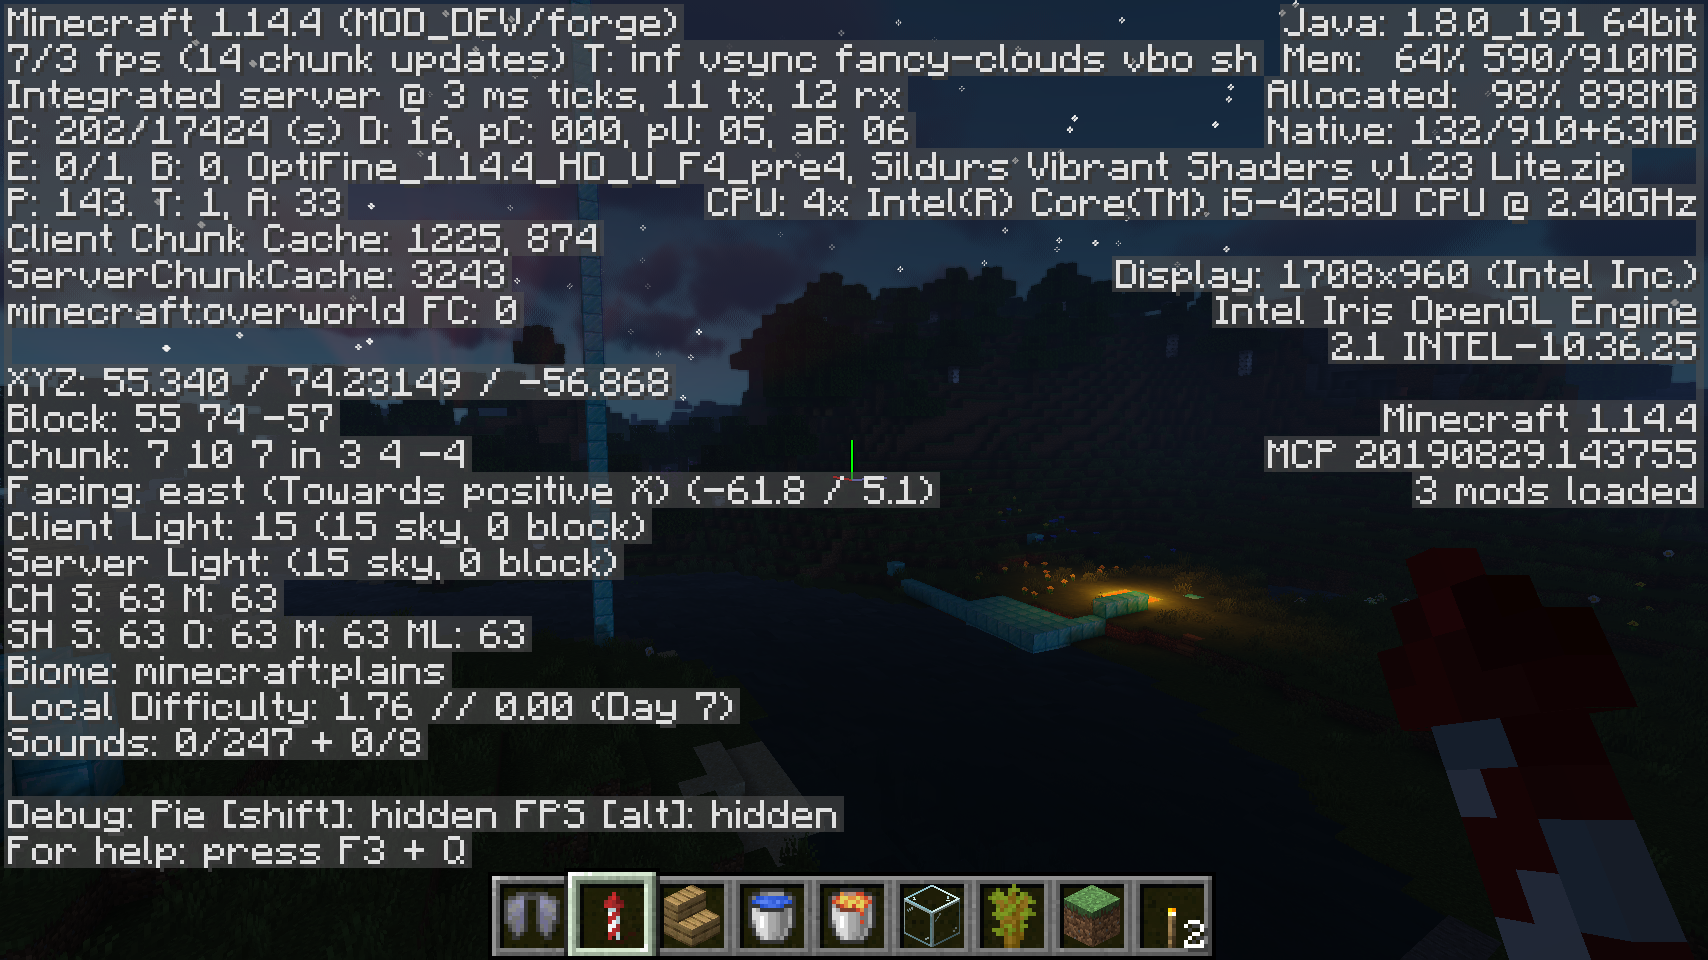 Minecraft 1.14.4 (MOD_DEV/forge)
7/3 fps (14 chunk updates) T: inf vsync fancy-clouds vbo sh
Integrated server @ 3 ms ticks, 11 tx, 12 rx
C: 202/17424 (s) D: 16, pC: 000, pU: 05, aB: 06
E: 0/1, B: 0, OptiFine_1.14.4_HD_U_F4_pre4, Sildurs Vibrant Shaders v1.23 Lite.zip
P: 143. T: 1, A: 33
Client Chunk Cache: 1225, 874
ServerChunkCache: 3243
minecraft:overworld FC: 0
XYZ: 55.340 / 74.23149 / -56.868
Block: 55 74 -57
Chunk: 7 10 7 in 3 4 -4
Facing: east (Towards positive X) (-61.8 / 5.1)
Client Light: 15 (15 sky, 0 block)
Server Light: (15 sky, 0 block)
CH S: 63 M: 63
SH S: 63 O: 63 M: 63 ML: 63
Biome: minecraft:plains
Local Difficulty: 1.76 // 0.00 (Day 7)
Sounds: 0/247 + 0/8
Debug: Pie [shift]: hidden FPS [alt]: hidden
For help: press F3 + Q
Java: 1.8.0_191 64bit
Mem: 64% 590/910MB
Allocated: 98% 898MB
Native: 132/910+63MB
CPU: 4x Intel(R) Core(TM) i5-4258U CPU @ 2.40GHz
Display: 1708x960 (Intel Inc.)
Intel Iris OpenGL Engine
2.1 INTEL-10.36.25
Minecraft 1.14.4
MCP 20190829.143755
3 mods loaded
2